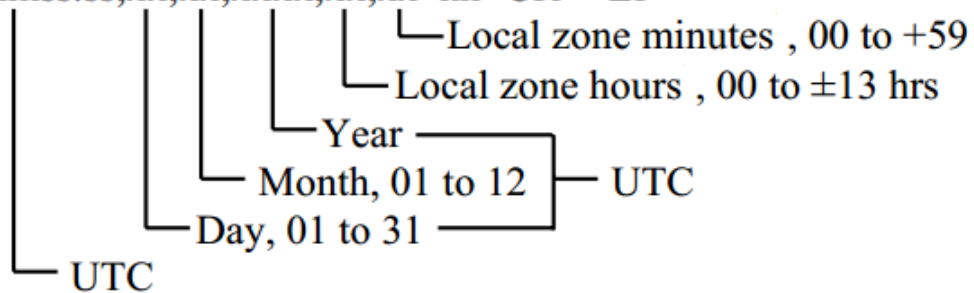 Local zone minutes , 00 to +59
Local zone hours , 00 to ±13 hrs
Year
Month, 01 to 12
UTC
Day, 01 to 31
UTC